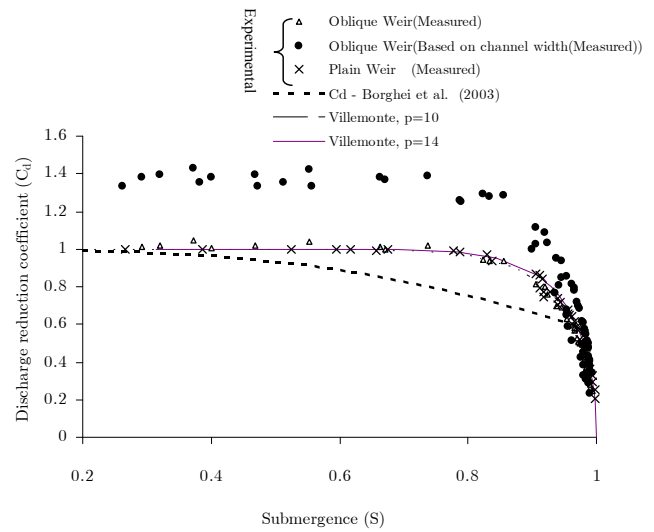 Experimental
Oblique Weir(Measured)
Oblique Weir(Based on channel width(Measured))
Plain Weir (Measured)
Cd - Borghei et al. (2003)
Villemonte, p=10
Villemonte, p=14
Discharge reduction coefficient (Cd)
1.6
1.4
1.2
1
0.8
0.6
0.4
0.2
0
0.2
0.4
0.6
0.8
1
Submergence (S)